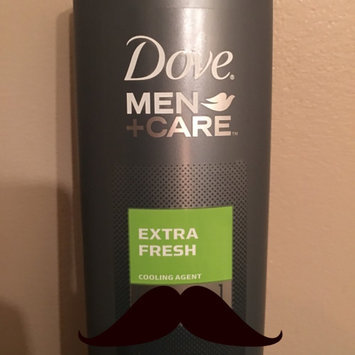 Dove
MEN
+CARE
EXTRA
FRESH
COOLING AGENT